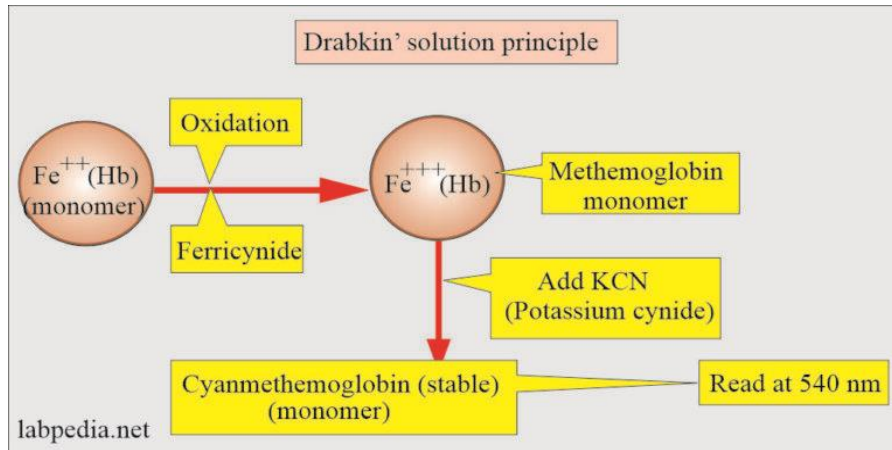 Drabkin' solution principle
Oxidation
Fe++(Hb)
(monomer)
Ferricynide
Fe+++(Hb)
Methemoglobin
monomer
Add KCN
(Potassium cynide)
Cyanmethemoglobin (stable)
(monomer)
Read at 540 nm
labpedia.net